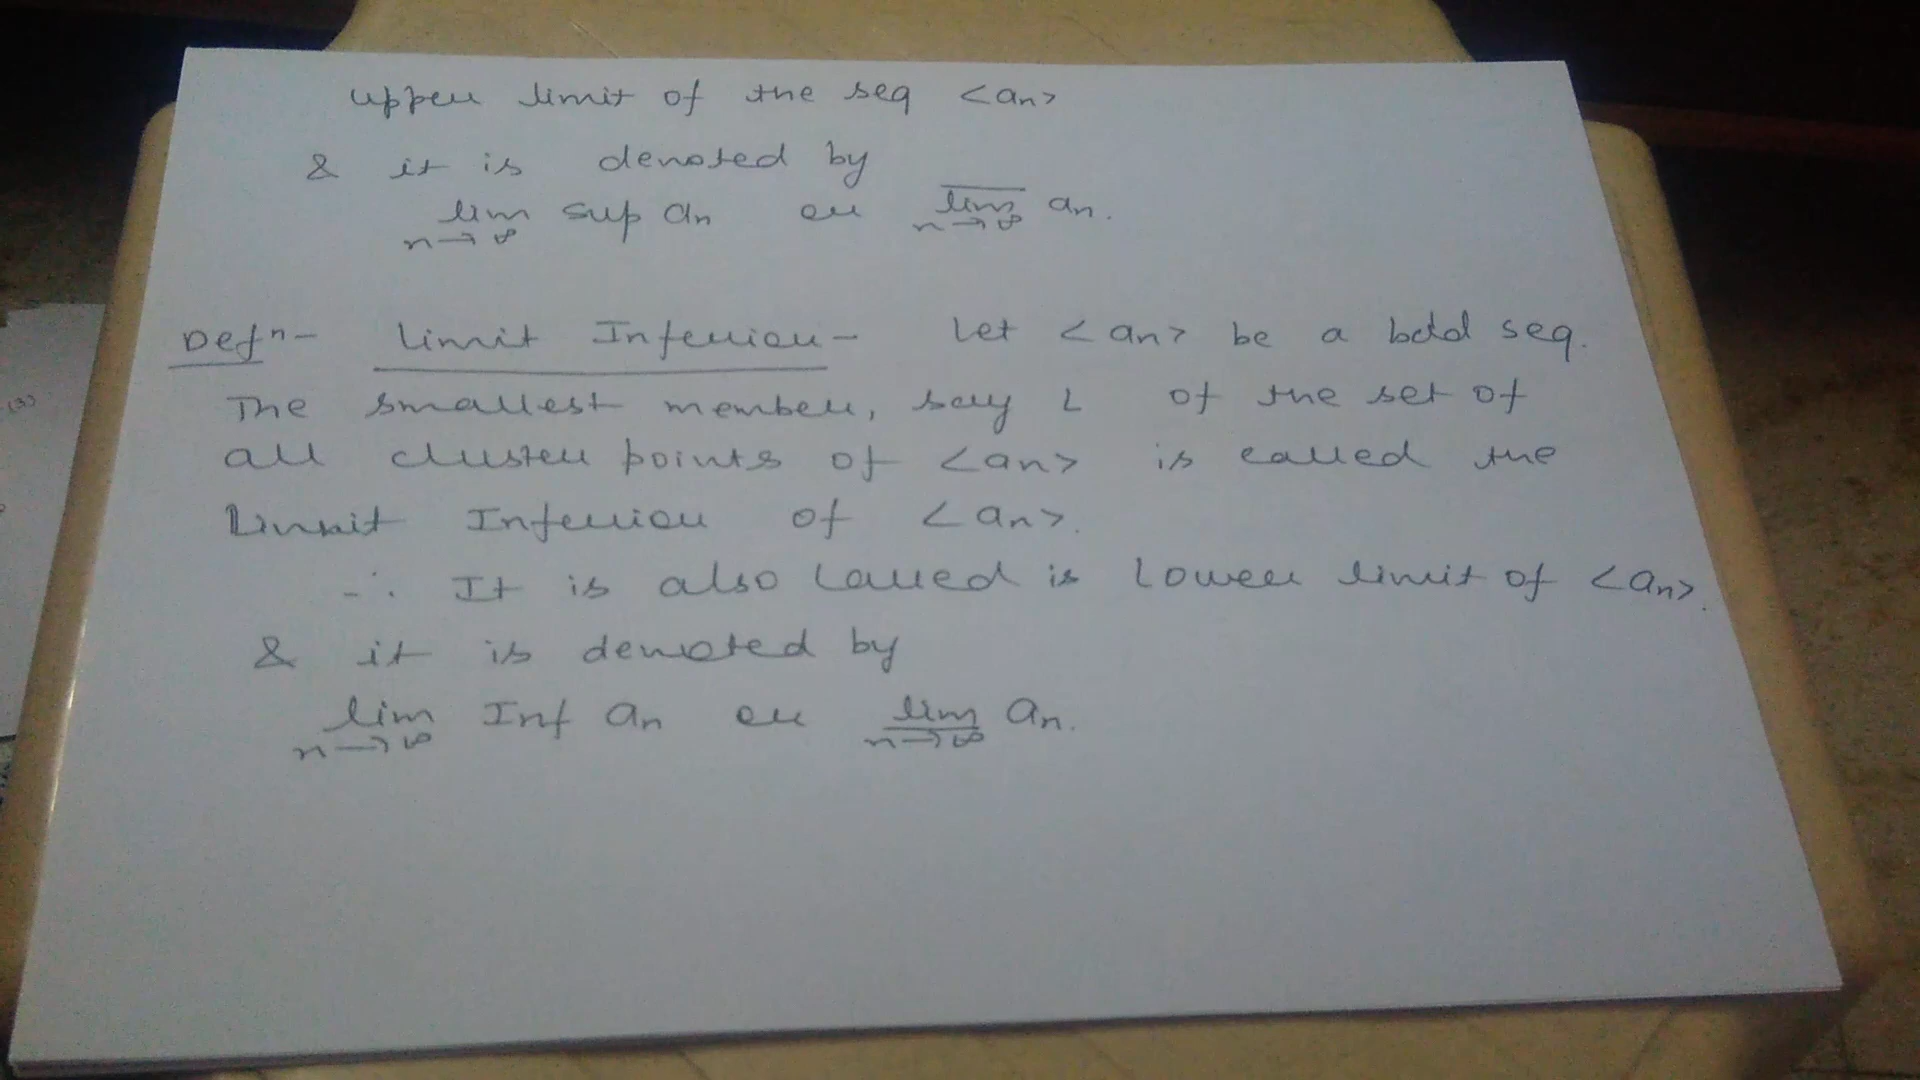 upper limit of the seq <an>
& it is denoted by
lim sup an or lim an.
n→∞ n→∞
Defn- Limit Inferior- Let <an> be a bdd seq.
The smallest member, say L of the set of
all cluster points of <an> is called the
Limit Inferior of <an>.
∴ It is also called is Lower limit of <an>.
& it is denoted by
lim Inf an or lim an.
n→∞ n→∞
(3)